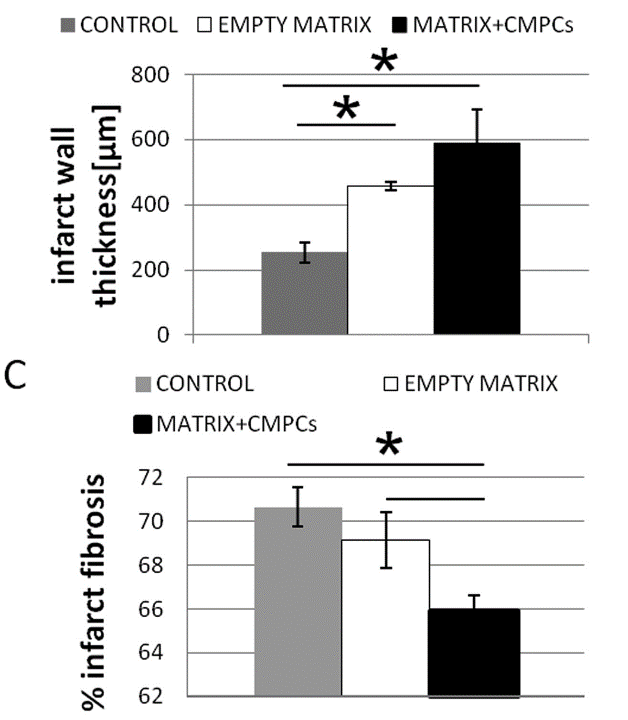 CONTROL EMPTY MATRIX MATRIX+CMPCs
*
*
800
600
400
200
0
infarct wall
thickness[µm]
C
CONTROL EMPTY MATRIX
MATRIX+CMPCs
*
72
70
68
66
64
62
% infarct fibrosis